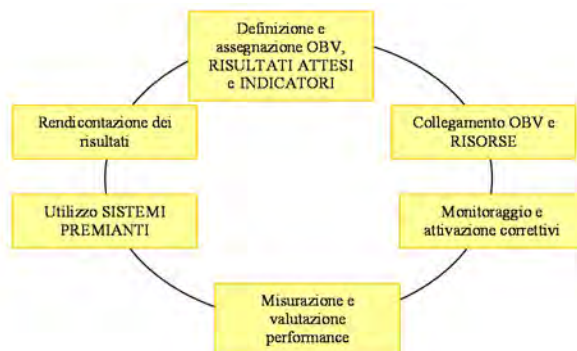 Definizione e
assegnazione OBV,
RISULTATI ATTESI
e INDICATORI
Collegamento OBV e
RISORSE
Monitoraggio e
attivazione correttivi
Misurazione e
valutazione
performance
Utilizzo SISTEMI
PREMIANTI
Rendicontazione dei
risultati